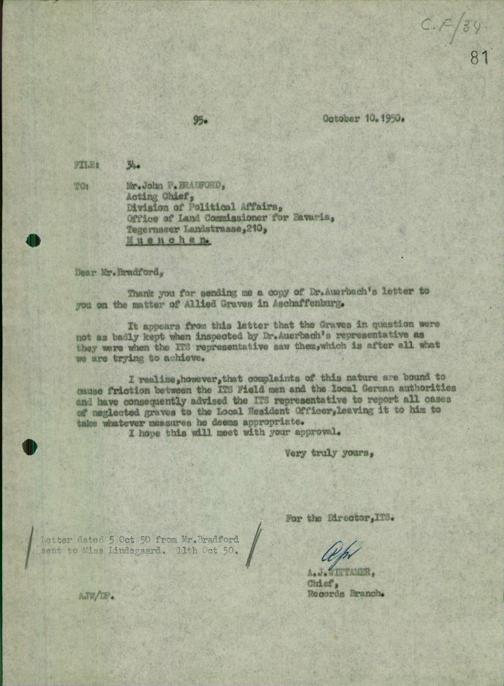 C.F/34
81
95.
October 10.1950.
FILE: 34.
TO: Mr.John P.BRADFORD,
Acting Chief,
Division of Political Affairs,
Office of Land Commissioner for Bavaria,
Tegernseer Landstrasse,210,
Muenchen.
Dear Mr.Bradford,
Thank you for sending me a copy of Dr.Auerbach's letter to
you on the matter of Allied Graves in Aschaffenburg.
It appears from this letter that the Graves in question were
not as badly kept when inspected by Dr.Auerbach's representative as
they were when the ITS representative saw them,which is after all what
we are trying to achieve.
I realise,however,that complaints of this nature are bound to
cause friction between the ITS Field men and the local German authorities
and have consequently advised the ITS representative to report all cases
of neglected graves to the Local Resident Officer,leaving it to him to
take whatever measures he deems appropriate.
I hope this will meet with your approval.
Very truly yours,
For the Director,ITS.
Letter dated 5 Oct 50 from Mr.Bradford
sent to Miss Lindegaard. 11th Oct 50.
A.J.WITTAMER,
Chief,
Records Branch.
AJW/DP.